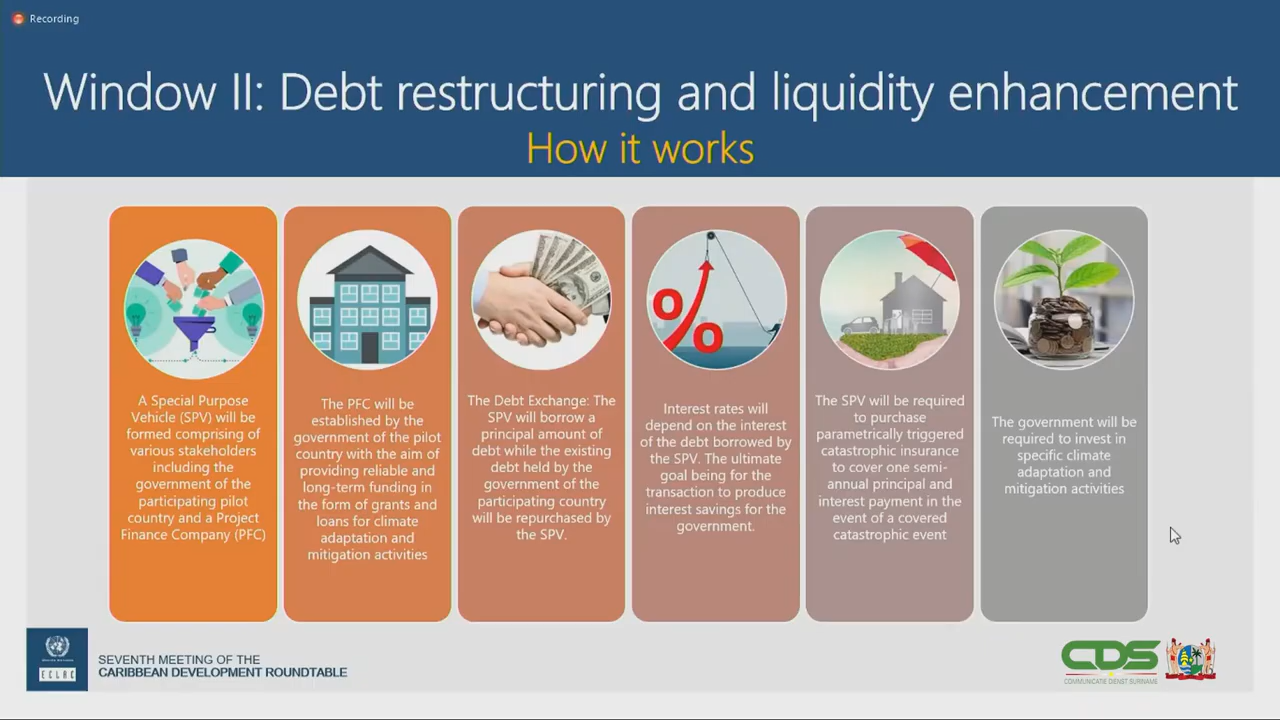 Recording
Window II: Debt restructuring and liquidity enhancement
How it works
A Special Purpose
Vehicle (SPV) will be
formed comprising of
various stakeholders
including the
government of the
participating pilot
country and a Project
Finance Company (PFC)
The PFC will be
established by the
government of the pilot
country with the aim of
providing reliable and
long-term funding in
the form of grants and
loans for climate
adaptation and
mitigation activities
The Debt Exchange: The
SPV will borrow a
principal amount of
debt while the existing
debt held by the
government of the
participating country
will be repurchased by
the SPV.
%
Interest rates will
depend on the interest
of the debt borrowed by
the SPV. The ultimate
goal being for the
transaction to produce
interest savings for the
government.
The SPV will be required
to purchase
parametrically triggered
catastrophic insurance
to cover one semi-
annual principal and
interest payment in the
event of a covered
catastrophic event
The government will be
required to invest in
specific climate
adaptation and
mitigation activities
ECLAC
SEVENTH MEETING OF THE
CARIBBEAN DEVELOPMENT ROUNDTABLE
CDS
COMMUNICATIE DIENST SURINAME